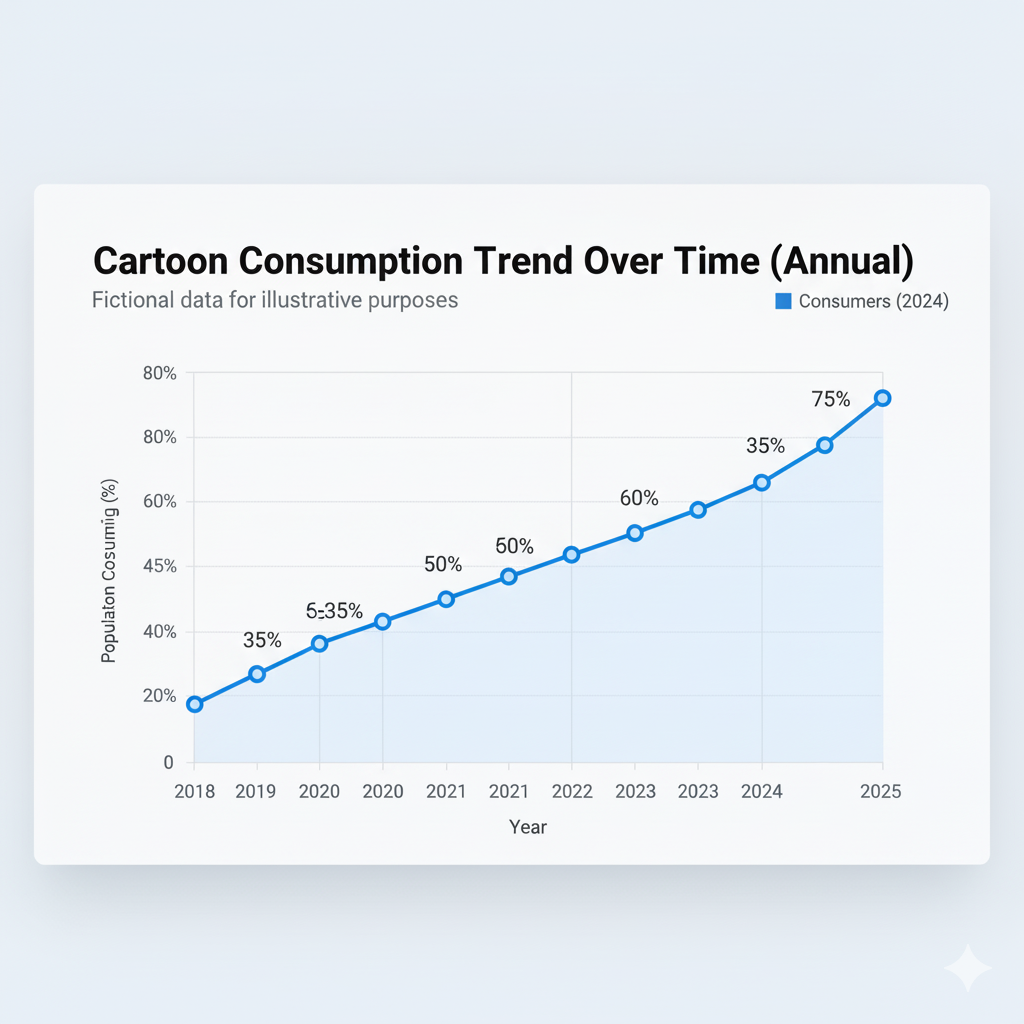 Cartoon Consumption Trend Over Time (Annual)
Fictional data for illustrative purposes
Consumers (2024)
80%
80%
60%
45%
40%
20%
0
Populaton Cosumiig (%)
35%
5-35%
50%
50%
60%
35%
75%
2018 2019 2020 2020 2021 2021 2022 2023 2023 2024 2025
Year